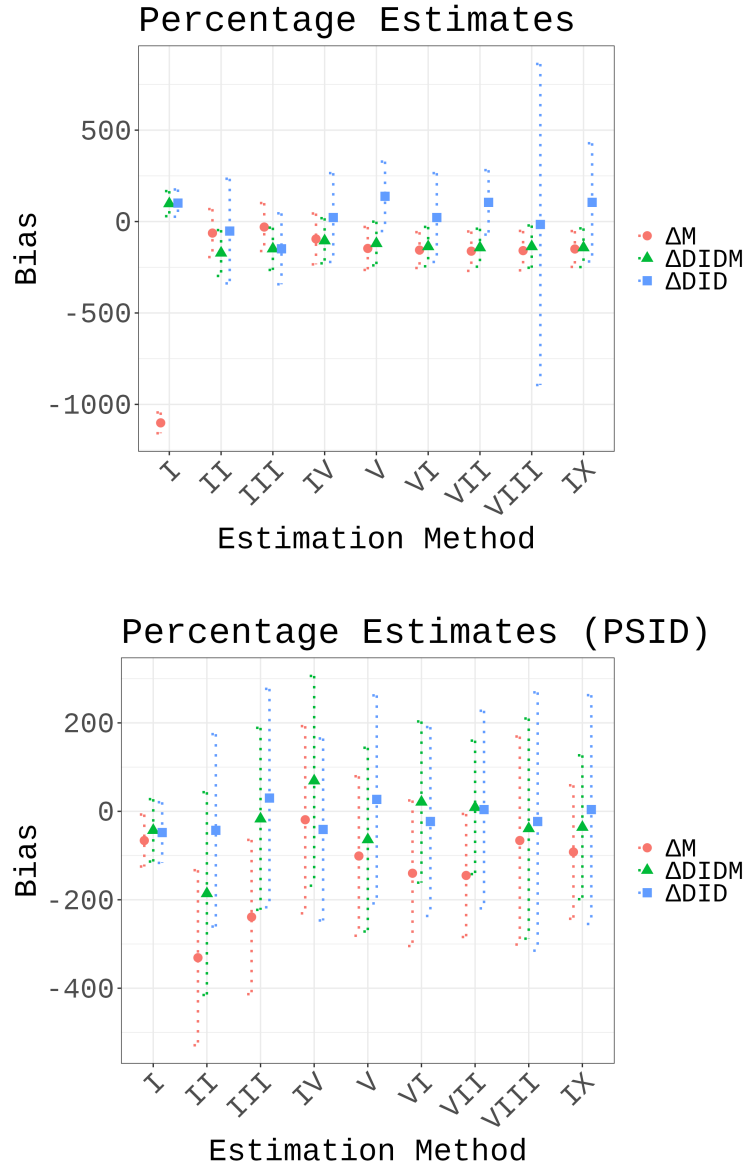 Percentage Estimates
Bias
500
0
-500
-1000
I II III IV V VI VII VIII IX
Estimation Method
ΔM
ΔDIDM
ΔDID
Percentage Estimates (PSID)
Bias
200
0
-200
-400
I II III IV V VI VII VIII IX
Estimation Method
ΔM
ΔDIDM
ΔDID